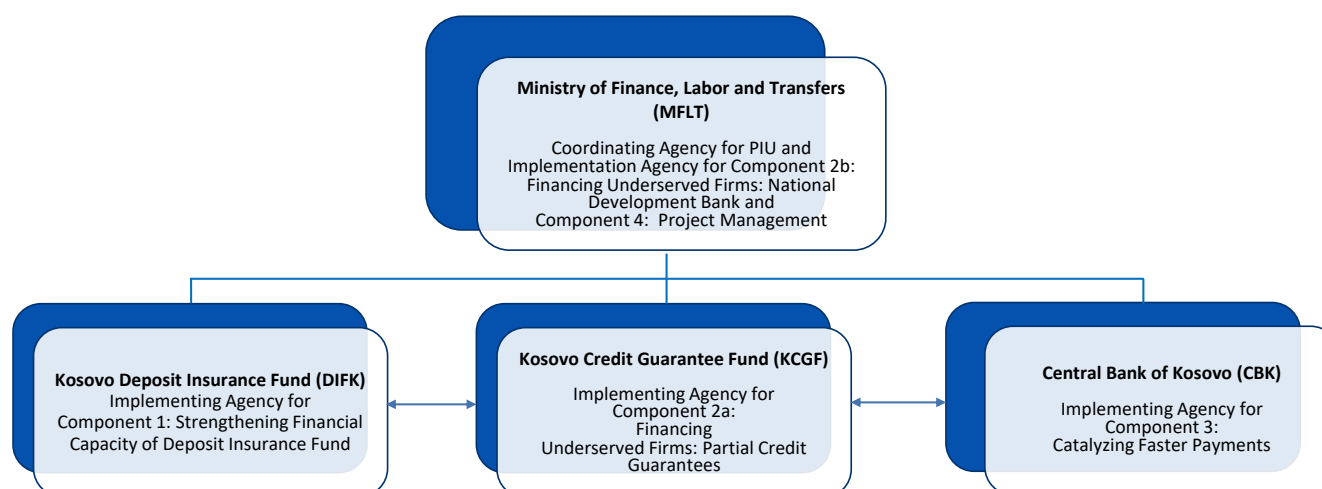 Ministry of Finance, Labor and Transfers
(MFLT)
Coordinating Agency for PIU and
Implementation Agency for Component 2b:
Financing Underserved Firms: National
Development Bank and
Component 4: Project Management
Kosovo Deposit Insurance Fund (DIFK)
Implementing Agency for
Component 1: Strengthening Financial
Capacity of Deposit Insurance Fund
Kosovo Credit Guarantee Fund (KCGF)
Implementing Agency for
Component 2a:
Financing
Underserved Firms: Partial Credit
Guarantees
Central Bank of Kosovo (CBK)
Implementing Agency for
Component 3:
Catalyzing Faster Payments